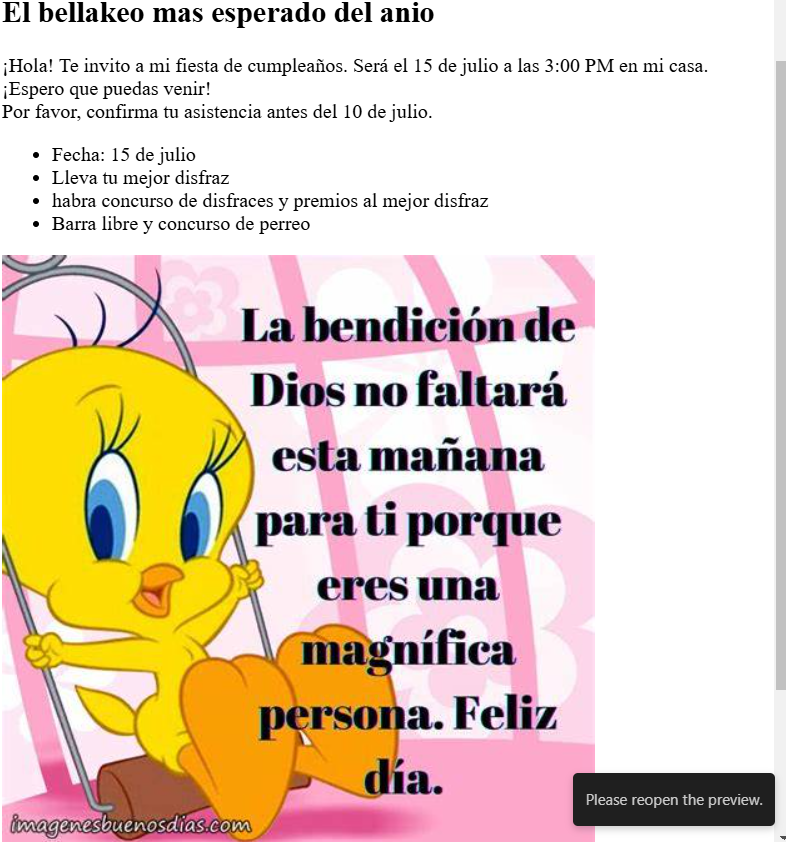 El bellakeo mas esperado del anio
¡Hola! Te invito a mi fiesta de cumpleaños. Será el 15 de julio a las 3:00 PM en mi casa.
¡Espero que puedas venir!
Por favor, confirma tu asistencia antes del 10 de julio.
Fecha: 15 de julio
Lleva tu mejor disfraz
habra concurso de disfraces y premios al mejor disfraz
Barra libre y concurso de perreo
La bendición de
Dios no faltará
esta mañana
para ti porque
eres una
magnífica
persona. Feliz
día.
imagenesbuenosdias.com
Please reopen the preview.